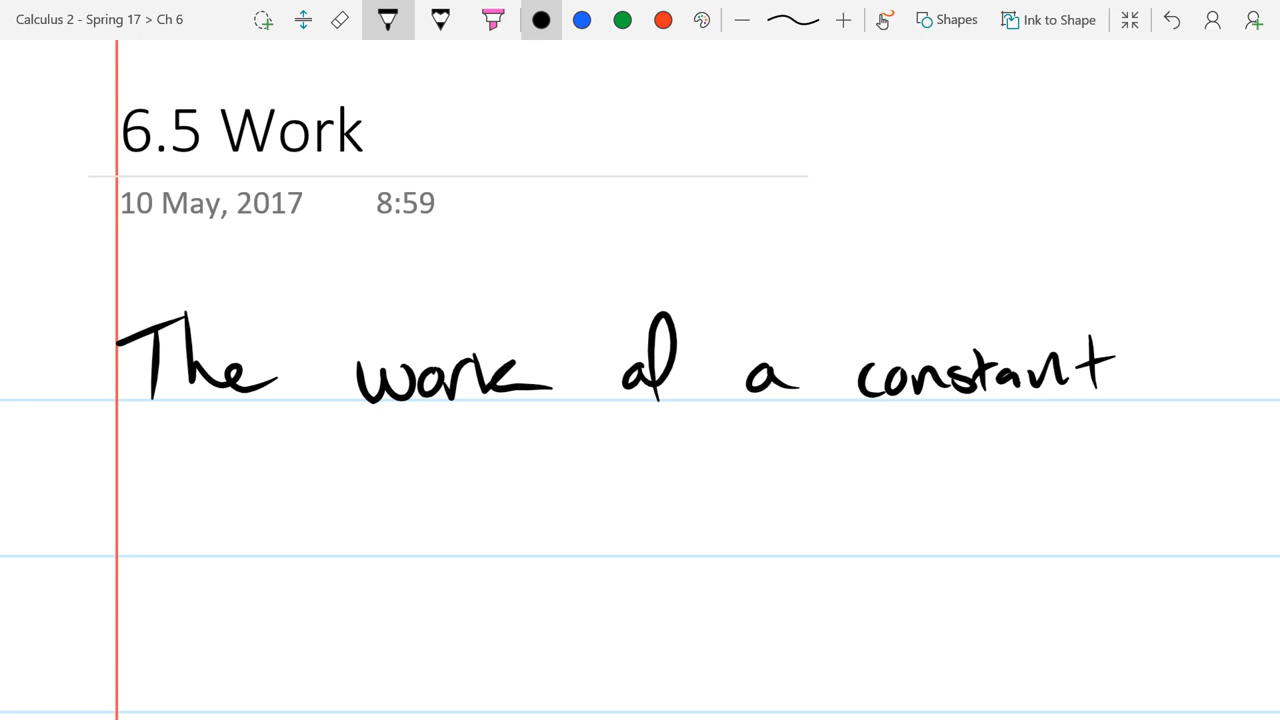 Calculus 2 - Spring 17 > Ch 6 Shapes Ink to Shape
6.5 Work
10 May, 2017 8:59
The work of a constant